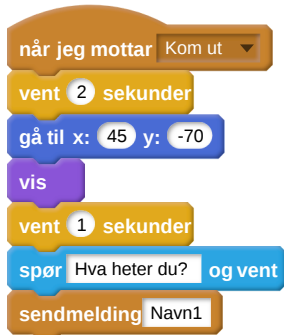 når jeg mottar Kom ut
vent 2 sekunder
gå til x: 45 y: -70
vis
vent 1 sekunder
spør Hva heter du? og vent
sendmelding Navn1